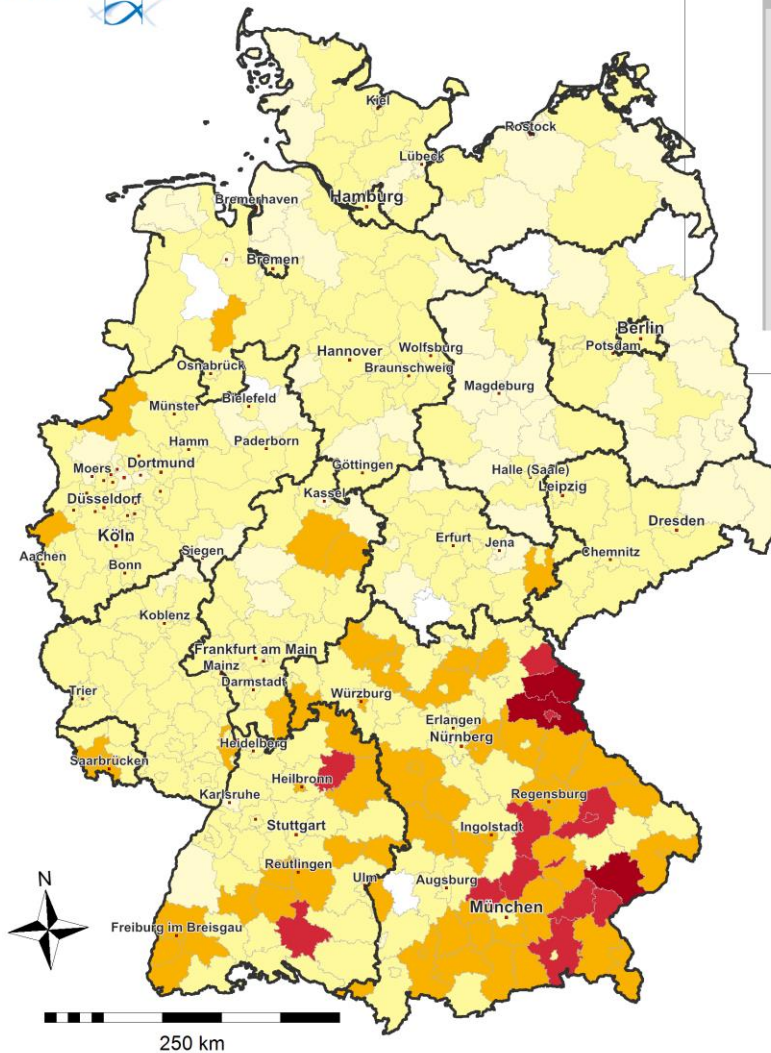 Kiel
Rostock
Lübeck
Bremerhaven
Hamburg
Bremen
Berlin
Hannover
Wolfsburg
Potsdam
Braunschweig
Osnabrück
Magdeburg
Bielefeld
Münster
Hamm
Paderborn
Göttingen
Halle (Saale)
Moers
Dortmund
Leipzig
Düsseldorf
Kassel
Dresden
Köln
Erfurt
Jena
Aachen
Siegen
Chemnitz
Bonn
Koblenz
Frankfurt am Main
Mainz
Darmstadt
Trier
Würzburg
Erlangen
Nürnberg
Heidelberg
Saarbrücken
Heilbronn
Karlsruhe
Regensburg
Stuttgart
Ingolstadt
Reutlingen
Ulm
Augsburg
München
N
Freiburg im Breisgau
250 km